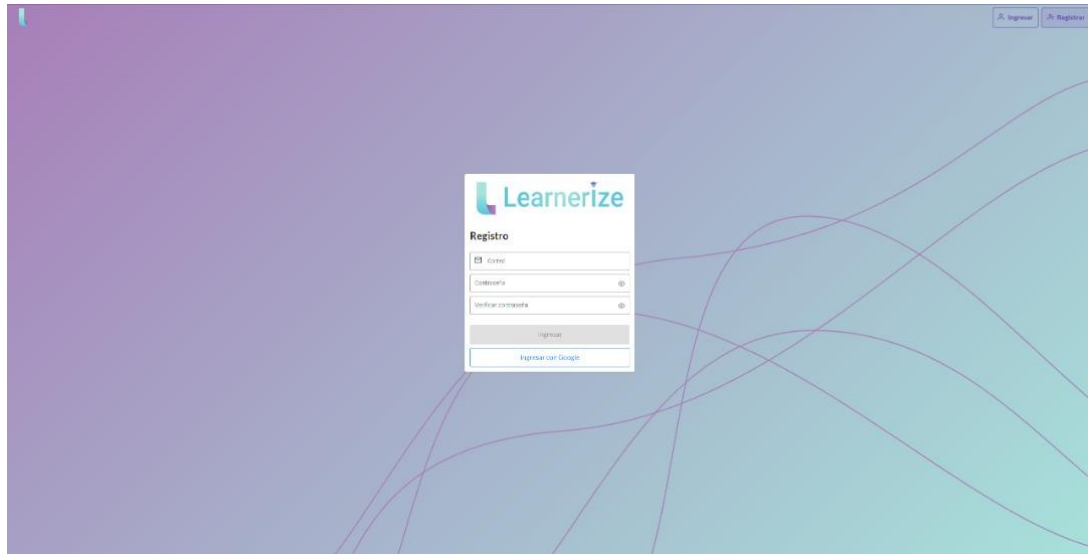 Ingresar
Registrar
Learnerize
Registro
Correo
Contraseña
Verificar contraseña
Ingresar
Ingresar con Google